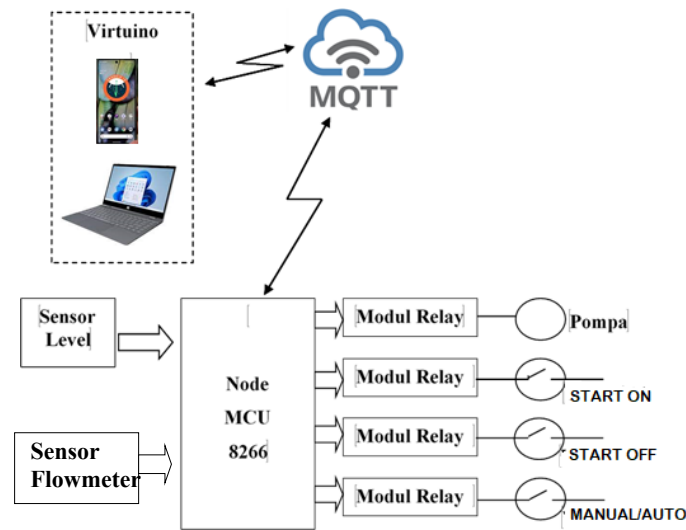 Virtuino
MQTT
Sensor
Level
Sensor
Flowmeter
Node
MCU
8266
Modul Relay
Pompa
Modul Relay
START ON
Modul Relay
START OFF
Modul Relay
MANUAL/AUTO